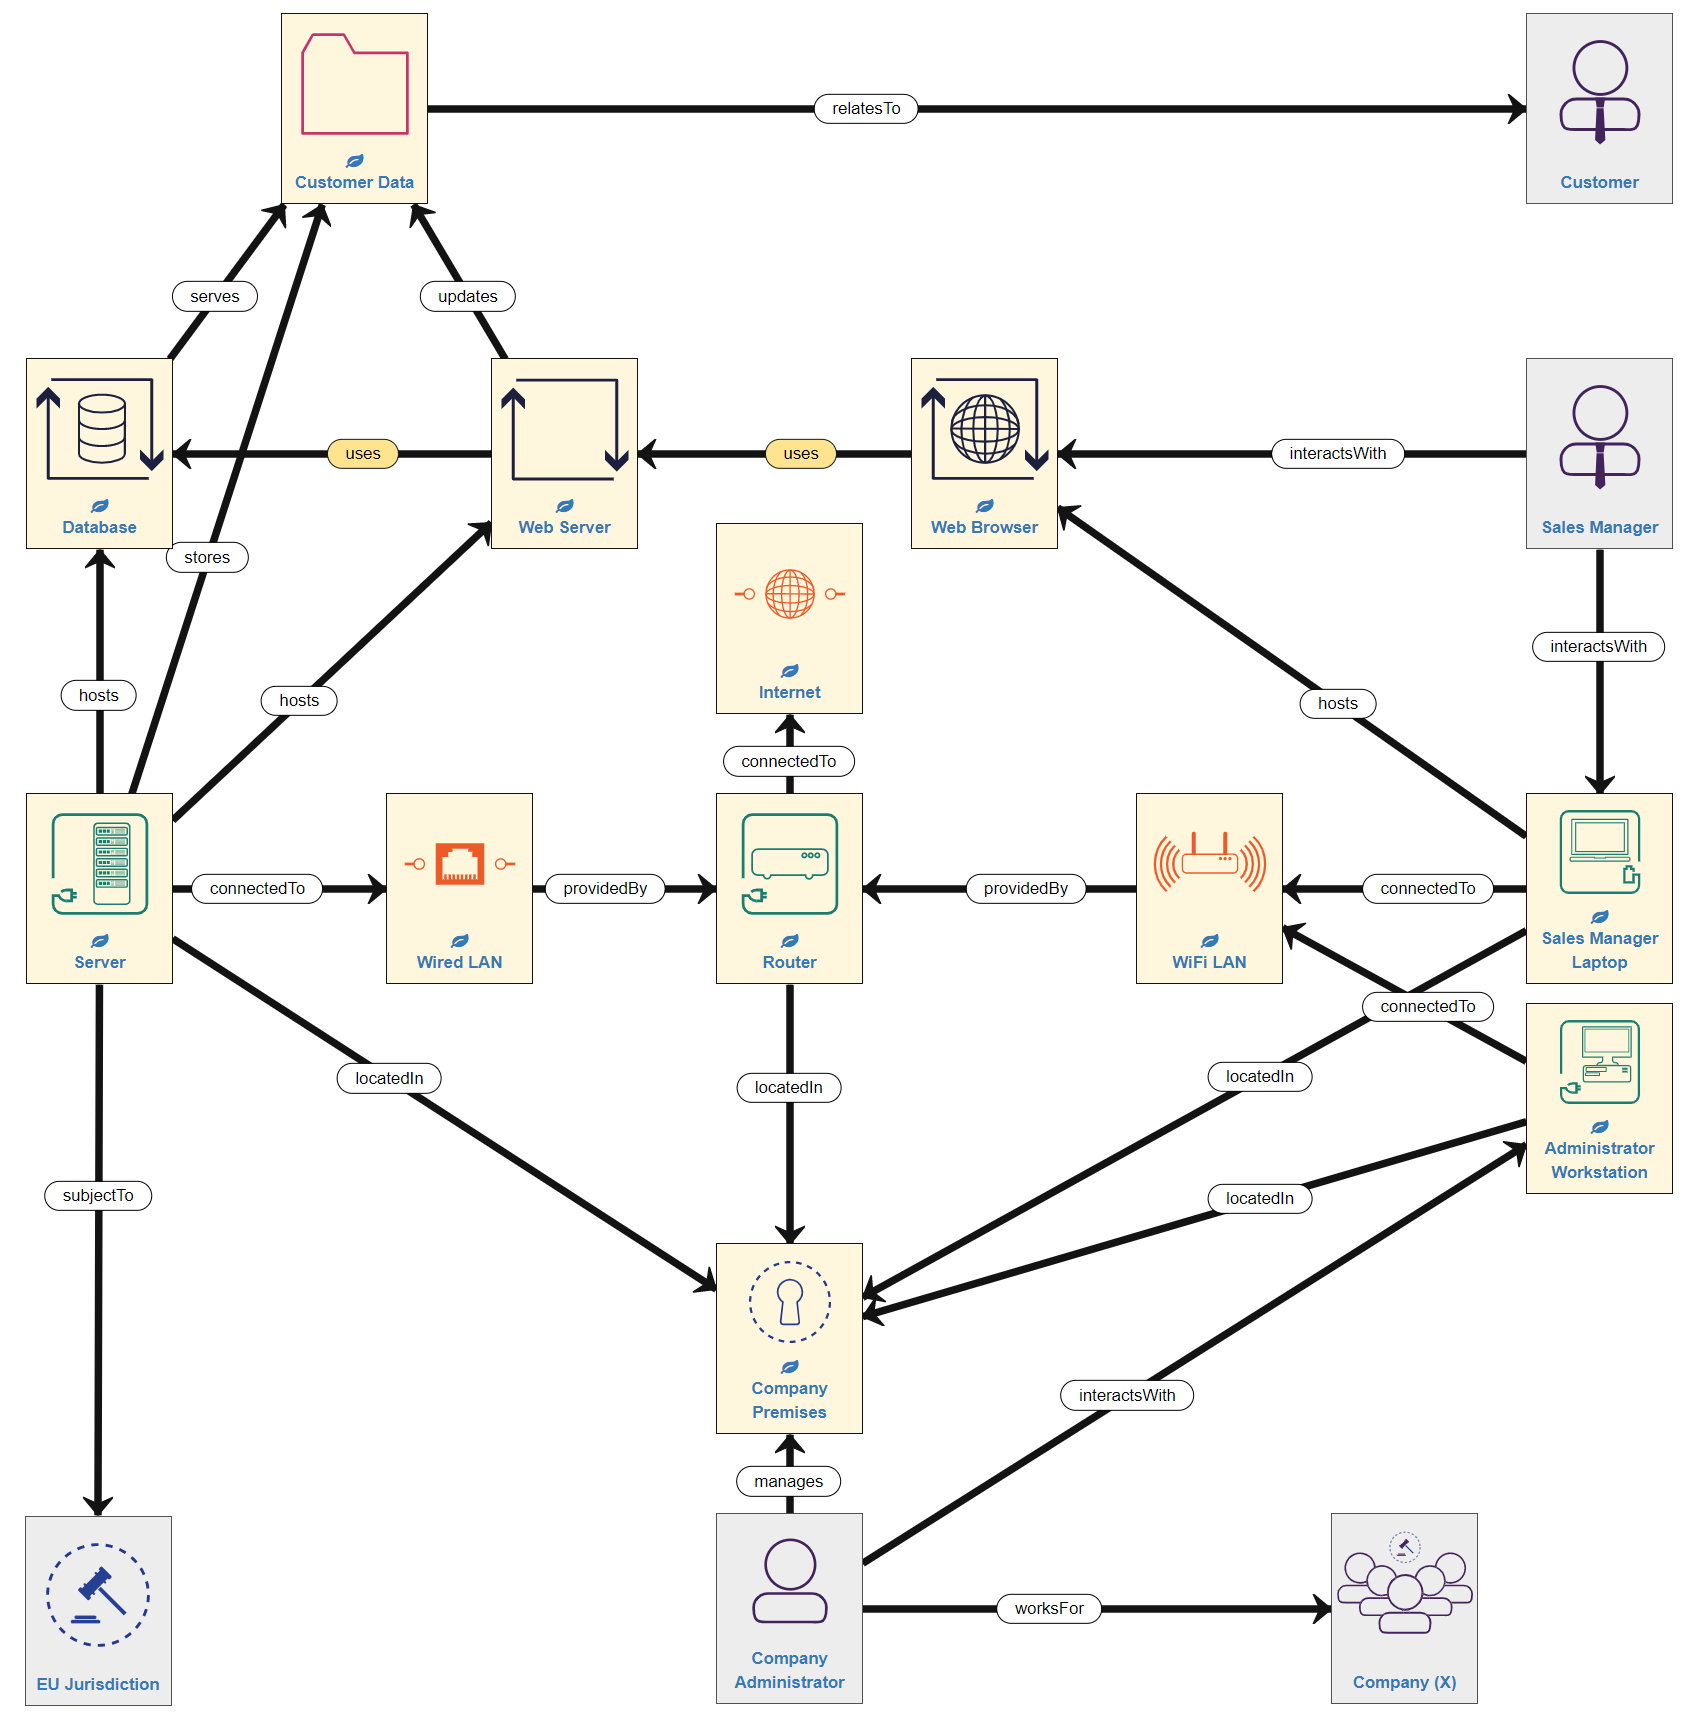 relatesTo
Customer Data
Customer
serves
updates
uses
uses
interactsWith
Database
Web Server
Web Browser
Sales Manager
stores
interactsWith
Internet
hosts
hosts
hosts
connectedTo
connectedTo
providedBy
providedBy
connectedTo
Server
Wired LAN
Router
WiFi LAN
Sales Manager
Laptop
connectedTo
locatedIn
locatedIn
locatedIn
Administrator
Workstation
subjectTo
locatedIn
Company
Premises
interactsWith
manages
worksFor
EU Jurisdiction
Company
Administrator
Company (X)